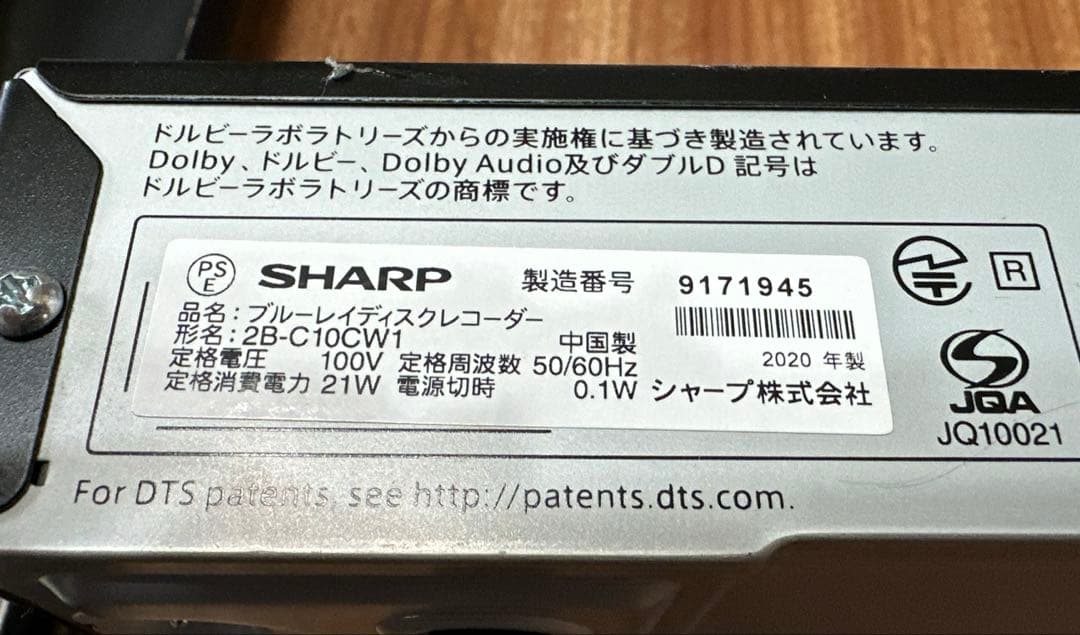 ドルビーラボラトリーズからの実施権に基づき製造されています。
Dolby、ドルビー、Dolby Audio及びダブルD 記号は
ドルビーラボラトリーズの商標です。
PS
E
SHARP 製造番号 9171945
品名：ブルーレイディスクレコーダー
形名：2B-C10CW1 中国製
定格電圧 100V 定格周波数 50/60Hz 2020 年製
定格消費電力 21W 電源切時 0.1W シャープ株式会社
R
JQA
JQ10021
For DTS patents, see http://patents.dts.com.